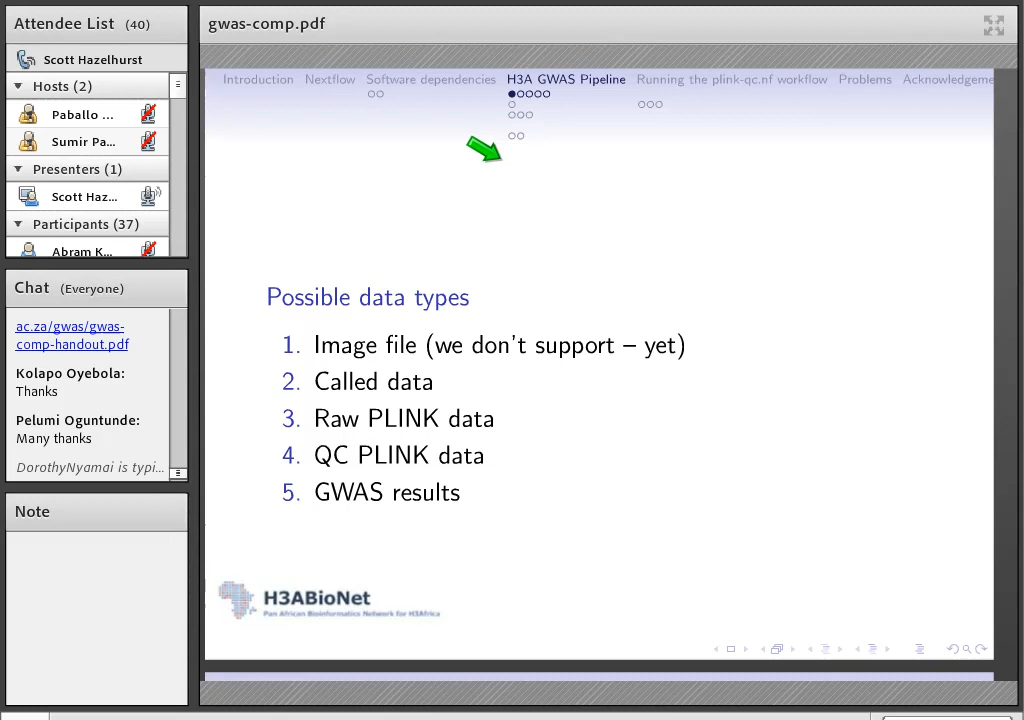 Attendee List (40)
Scott Hazelhurst
Hosts (2)
Paballo ...
Sumir Pa...
Presenters (1)
Scott Haz...
Participants (37)
Abram K...
Chat (Everyone)
ac.za/gwas/gwas-
comp-handout.pdf
Kolapo Oyebola:
Thanks
Pelumi Oguntunde:
Many thanks
DorothyNyamai is typi...
Note
gwas-comp.pdf
Introduction Nextflow Software dependencies H3A GWAS Pipeline Running the plink-qc.nf workflow Problems Acknowledgeme
Possible data types
1. Image file (we don't support – yet)
2. Called data
3. Raw PLINK data
4. QC PLINK data
5. GWAS results
H3ABioNet
Pan African Bioinformatics Network for H3Africa